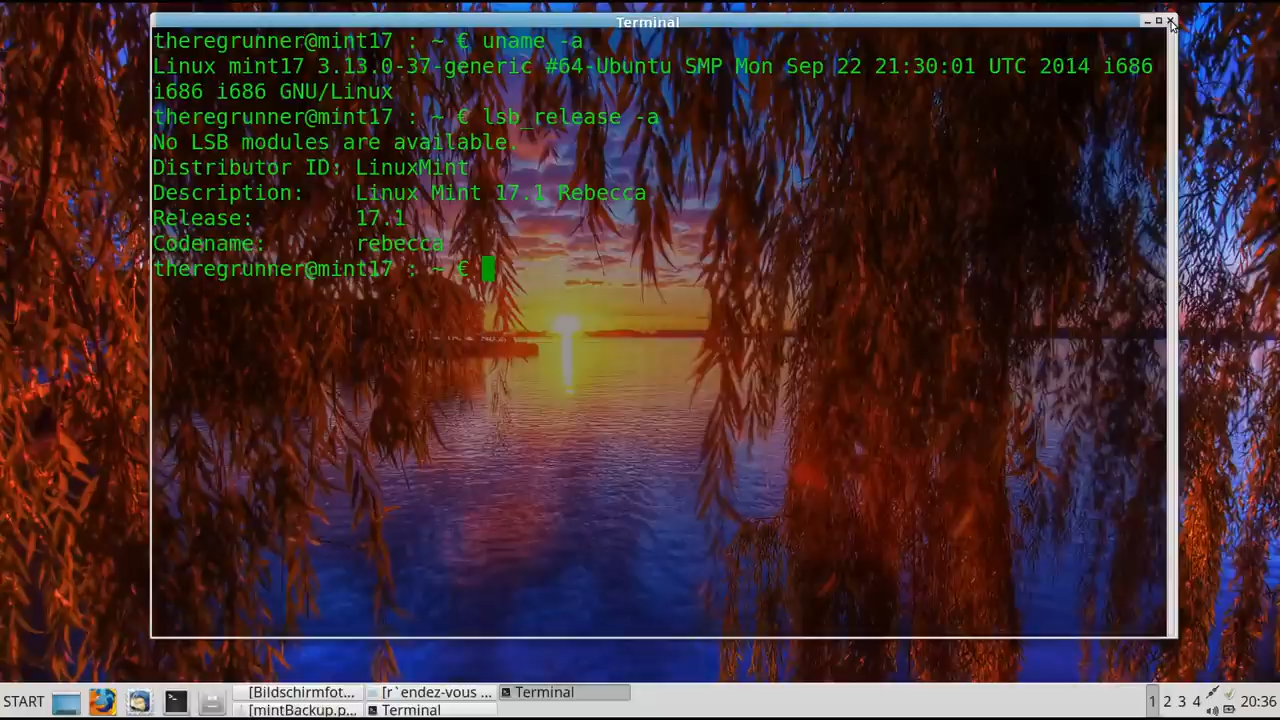 Terminal
theregrunner@mint17 : ~ € uname -a
Linux mint17 3.13.0-37-generic #64-Ubuntu SMP Mon Sep 22 21:30:01 UTC 2014 i686
i686 i686 GNU/Linux
theregrunner@mint17 : ~ € lsb_release -a
No LSB modules are available.
Distributor ID: LinuxMint
Description: Linux Mint 17.1 Rebecca
Release: 17.1
Codename: rebecca
theregrunner@mint17 : ~ €
[Bildschirmfot... [r`endez-vous ... Terminal
START 1 2 3 4 20:36
[mintBackup.p... Terminal